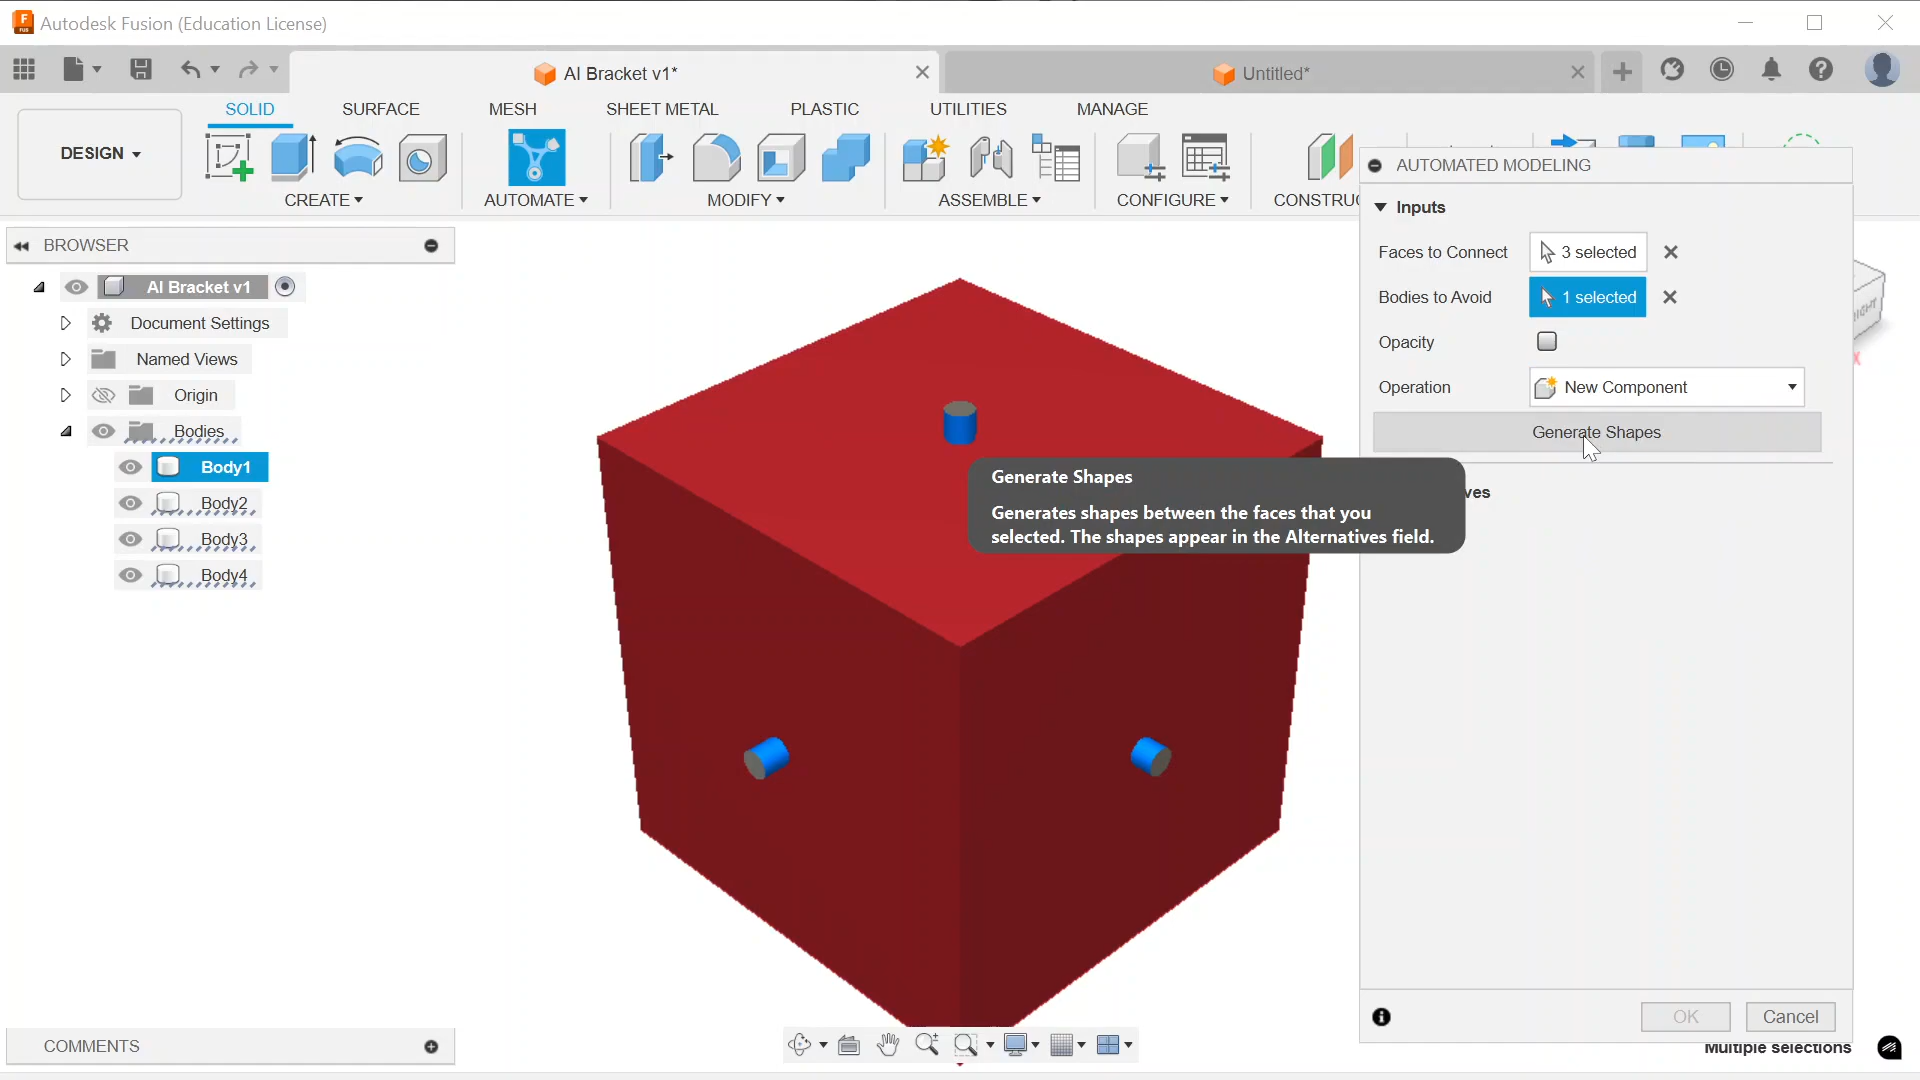 Autodesk Fusion (Education License)
AI Bracket v1*
Untitled*
SOLID
SURFACE
MESH
SHEET METAL
PLASTIC
UTILITIES
MANAGE
DESIGN
CREATE
AUTOMATE
MODIFY
ASSEMBLE
CONFIGURE
CONSTRUC
AUTOMATED MODELING
Inputs
Faces to Connect
3 selected
Bodies to Avoid
1 selected
Opacity
Operation
New Component
Generate Shapes
ves
OK
Cancel
BROWSER
AI Bracket v1
Document Settings
Named Views
Origin
Bodies
Body1
Body2
Body3
Body4
Generate Shapes
Generates shapes between the faces that you
selected. The shapes appear in the Alternatives field.
RIGHT
X
COMMENTS
Multiple selections